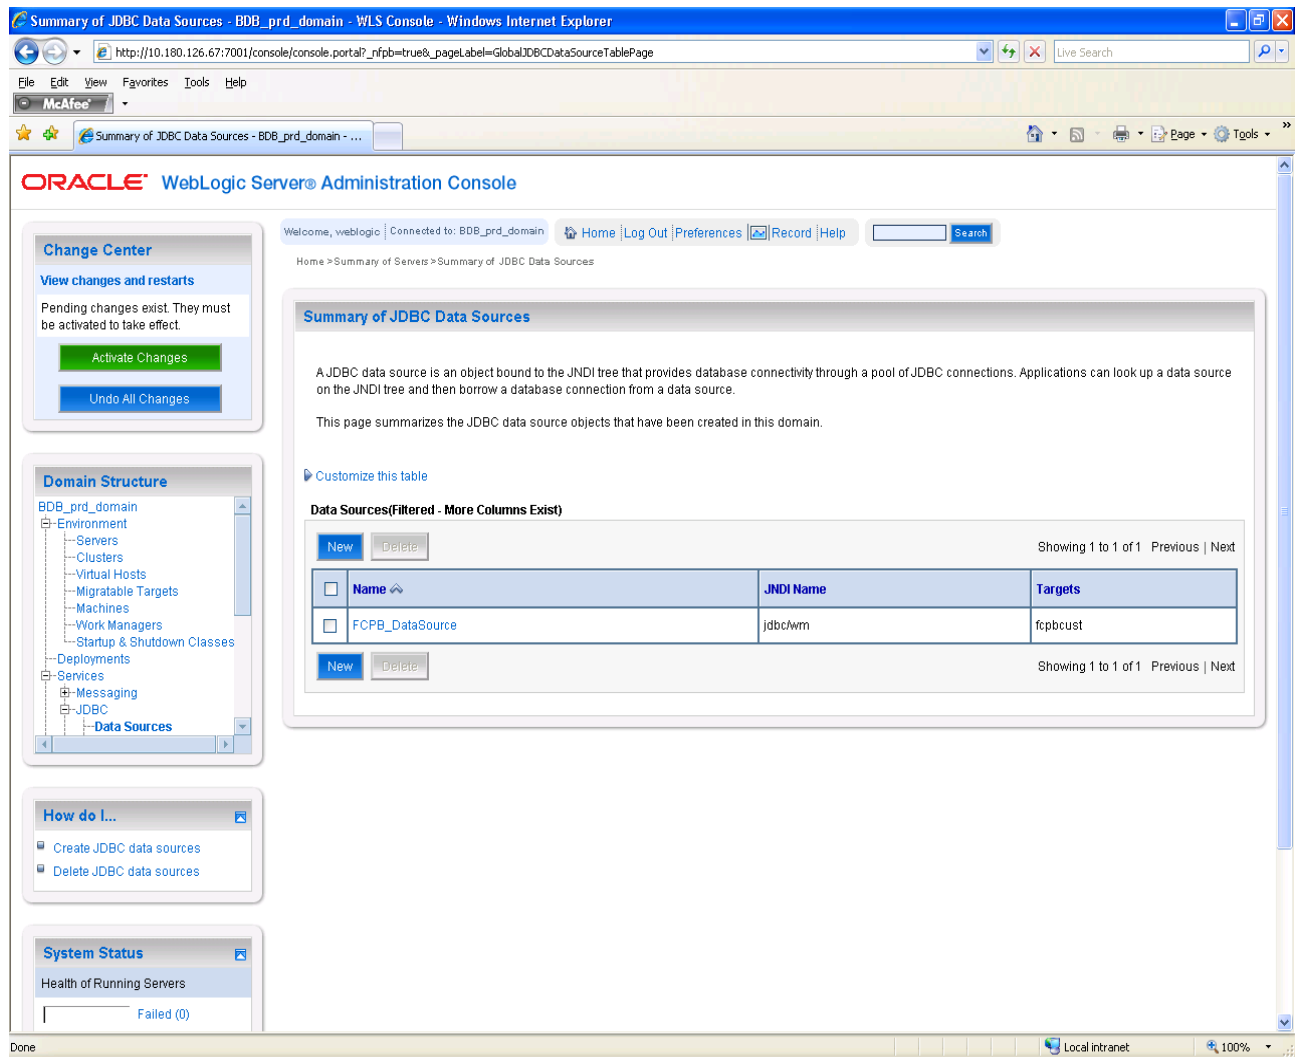 Summary of JDBC Data Sources - BDB_prd_domain - WLS Console - Windows Internet Explorer
http://10.180.126.67:7001/console/console.portal?_nfpb=true&_pageLabel=GlobalJDBCDataSourceTablePage
Live Search
File Edit View Favorites Tools Help
McAfee
Summary of JDBC Data Sources - BDB_prd_domain - ...
Page Tools »
ORACLE WebLogic Server® Administration Console
Welcome, weblogic Connected to: BDB_prd_domain Home Log Out Preferences Record Help Search
Home >Summary of Servers >Summary of JDBC Data Sources
Change Center
View changes and restarts
Pending changes exist. They must
be activated to take effect.
Activate Changes
Undo All Changes
Domain Structure
BDB_prd_domain
Environment
Servers
Clusters
Virtual Hosts
Migratable Targets
Machines
Work Managers
Startup & Shutdown Classes
Deployments
Services
Messaging
JDBC
Data Sources
How do I...
Create JDBC data sources
Delete JDBC data sources
System Status
Health of Running Servers
Failed (0)
Summary of JDBC Data Sources
A JDBC data source is an object bound to the JNDI tree that provides database connectivity through a pool of JDBC connections. Applications can look up a data source
on the JNDI tree and then borrow a database connection from a data source.
This page summarizes the JDBC data source objects that have been created in this domain.
Customize this table
Data Sources(Filtered - More Columns Exist)
New Delete Showing 1 to 1 of 1 Previous | Next
Name JNDI Name Targets
FCPB_DataSource jdbc/wm fcpbcust
New Delete Showing 1 to 1 of 1 Previous | Next
Done Local intranet 100%